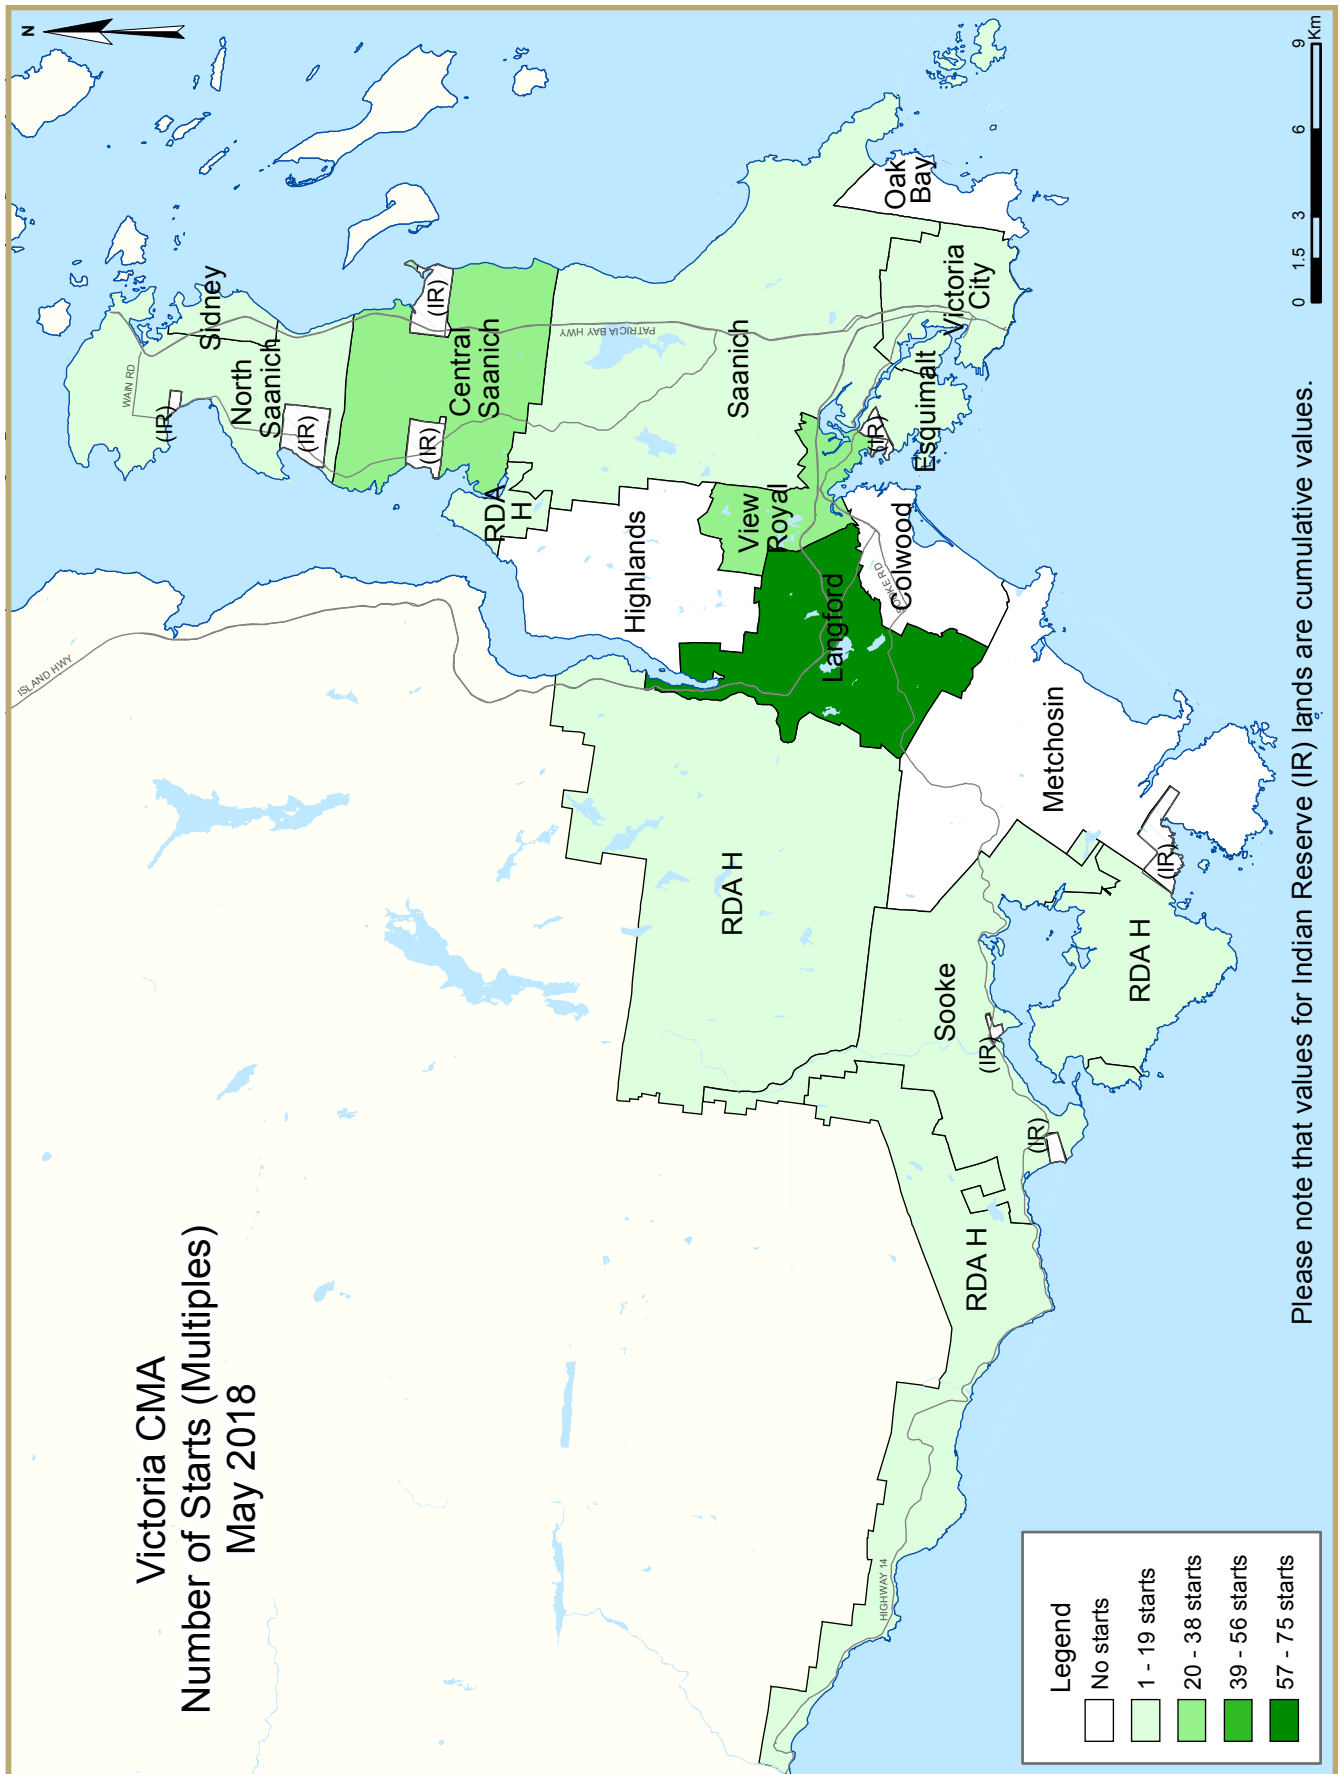 Victoria CMA
Number of Starts (Multiples)
May 2018
N
ISLAND HWY
WAIN RD
(IR)
Sidney
North
Saanich
(IR)
(IR)
Central
Saanich
(IR)
PATRICIA BAY HWY
RDA
H
Saanich
Highlands
View
Royal
Oak
Bay
Victoria
City
Esquimalt
(IR)
Langford
Colwood
Metchosin
(IR)
RDA H
Sooke
(IR)
RDA H
(IR)
RDA H
HIGHWAY 14
Legend
No starts
1 - 19 starts
20 - 38 starts
39 - 56 starts
57 - 75 starts
0 1.5 3 6 9
Km
Please note that values for Indian Reserve (IR) lands are cumulative values.